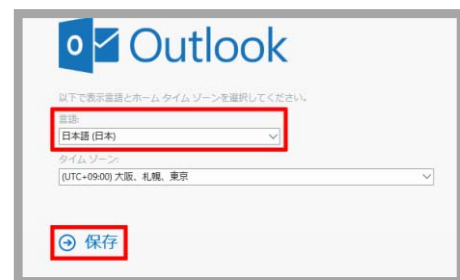 Outlook
以下で表示言語とホーム タイム ゾーンを選択してください。
言語:
日本語 (日本)
タイム ゾーン:
(UTC+09:00) 大阪、札幌、東京
保存